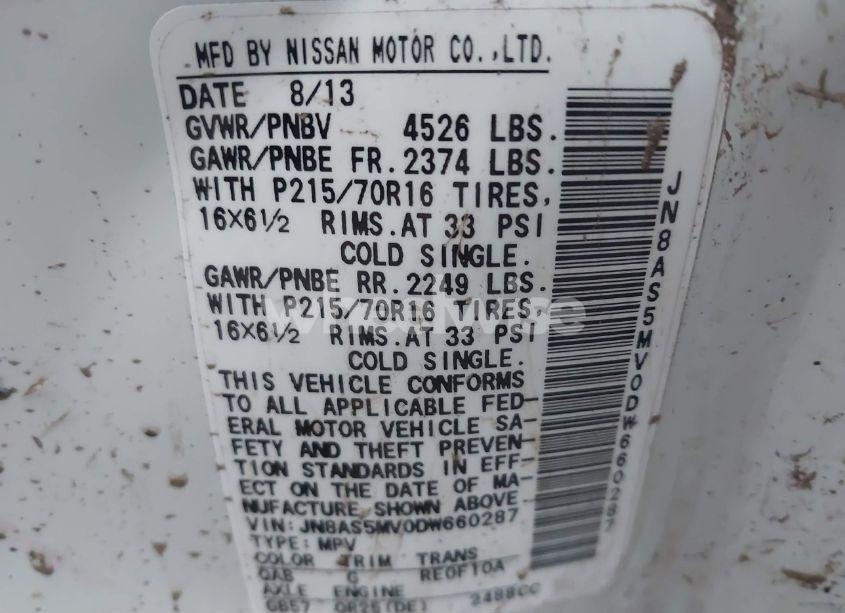 MFD BY NISSAN MOTOR CO.,LTD.
DATE 8/13
GVWR/PNBV 4526 LBS.
GAWR/PNBE FR.2374 LBS.
WITH P215/70R16 TIRES,
16X6½ RIMS.AT 33 PSI
COLD SINGLE.
GAWR/PNBE RR.2249 LBS.
WITH P215/70R16 TIRES,
16X6½ RIMS.AT 33 PSI
COLD SINGLE.
THIS VEHICLE CONFORMS
TO ALL APPLICABLE FED-
ERAL MOTOR VEHICLE SA-
FETY AND THEFT PREVEN-
TION STANDARDS IN EFF-
ECT ON THE DATE OF MA-
NUFACTURE SHOWN ABOVE
VIN:JN8AS5MV0DW660287
TYPE:MPV
COLOR TRIM TRANS
QAB G RE0F10A
AXLE ENGINE 2488CC
GB57 QR25(DE)
JN8AS5MV0DW660287